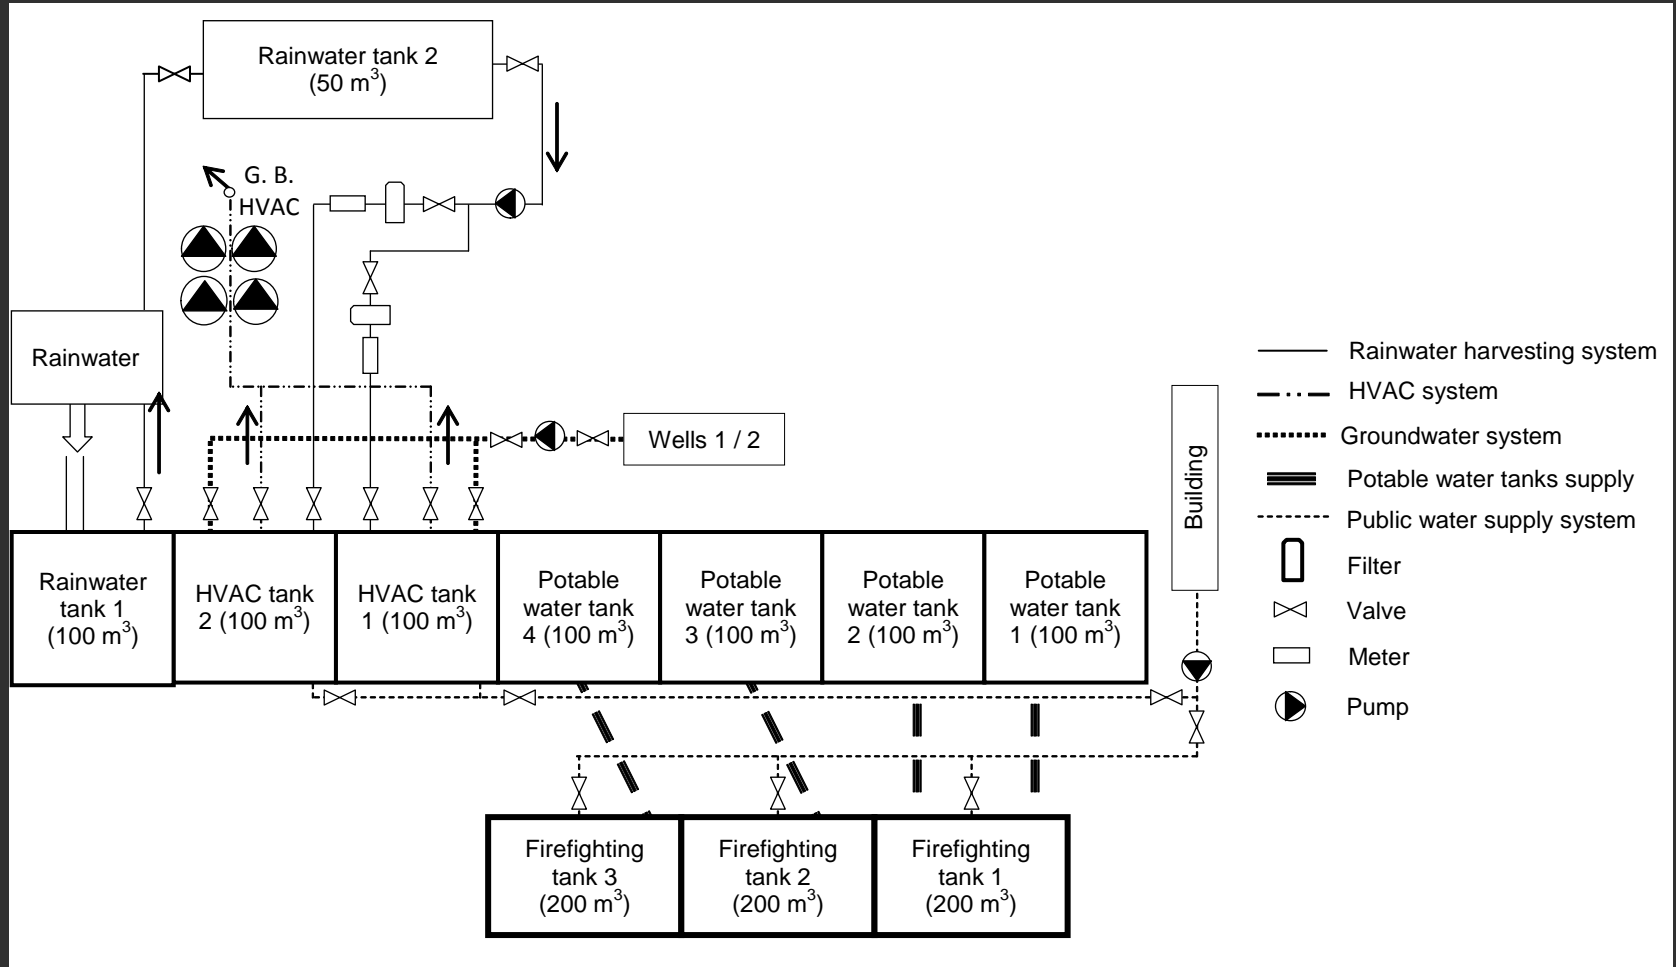 Rainwater tank 2
(50 m³)
G. B.
HVAC
Rainwater
Wells 1 / 2
Building
Rainwater harvesting system
HVAC system
Groundwater system
Potable water tanks supply
Public water supply system
Filter
Valve
Meter
Pump
Rainwater
tank 1
(100 m³)
HVAC tank
2 (100 m³)
HVAC tank
1 (100 m³)
Potable
water tank
4 (100 m³)
Potable
water tank
3 (100 m³)
Potable
water tank
2 (100 m³)
Potable
water tank
1 (100 m³)
Firefighting
tank 3
(200 m³)
Firefighting
tank 2
(200 m³)
Firefighting
tank 1
(200 m³)